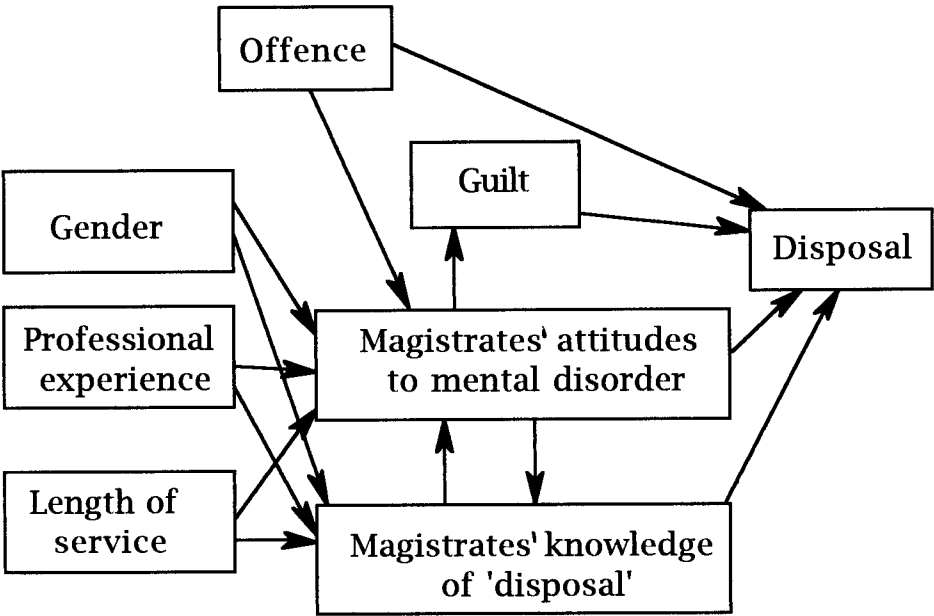 Offence
Guilt
Gender
Disposal
Professional
experience
Magistrates' attitudes
to mental disorder
Length of
service
Magistrates' knowledge
of 'disposal'